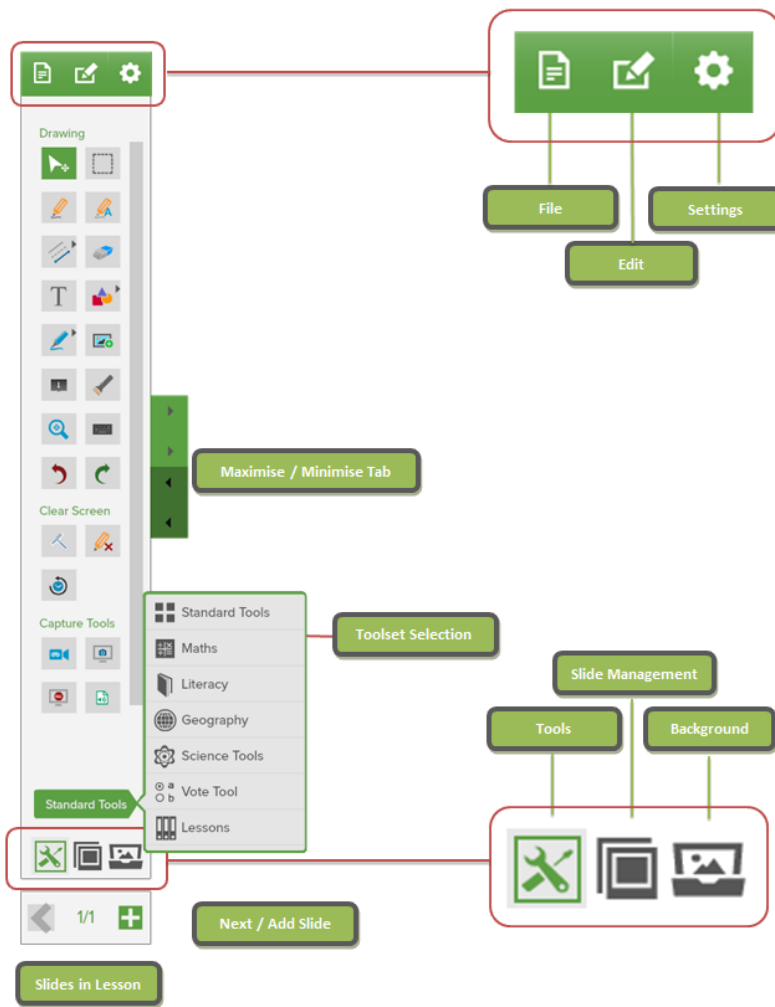 File
Settings
Edit
Drawing
T
Maximise / Minimise Tab
Clear Screen
Capture Tools
Standard Tools
Maths
Literacy
Geography
Science Tools
Vote Tool
Lessons
Toolset Selection
Slide Management
Tools
Background
Standard Tools
1/1
Next / Add Slide
Slides in Lesson